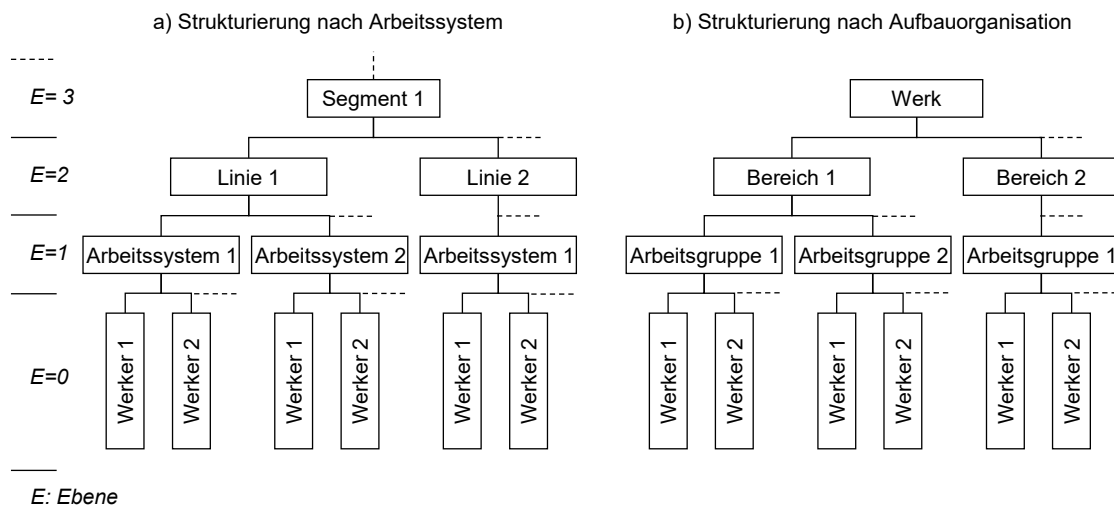 a) Strukturierung nach Arbeitssystem
b) Strukturierung nach Aufbauorganisation
E= 3
Segment 1
Werk
E=2
Linie 1
Linie 2
Bereich 1
Bereich 2
E=1
Arbeitssystem 1
Arbeitssystem 2
Arbeitssystem 1
Arbeitsgruppe 1
Arbeitsgruppe 2
Arbeitsgruppe 1
E=0
Werker 1
Werker 2
Werker 1
Werker 2
Werker 1
Werker 2
Werker 1
Werker 2
Werker 1
Werker 2
Werker 1
Werker 2
E: Ebene